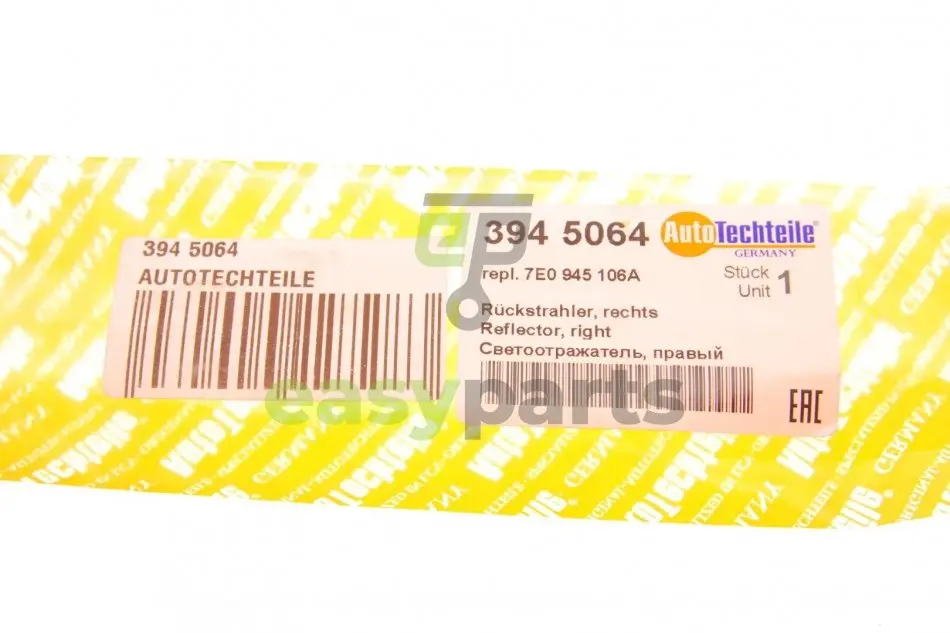 394 5064
AUTOTECHTEILE
394 5064
AutoTechteile®
GERMANY
repl. 7E0 945 106A
Stück
Unit 1
Rückstrahler, rechts
Reflector, right
Светоотражатель, правый
EAC
easyparts